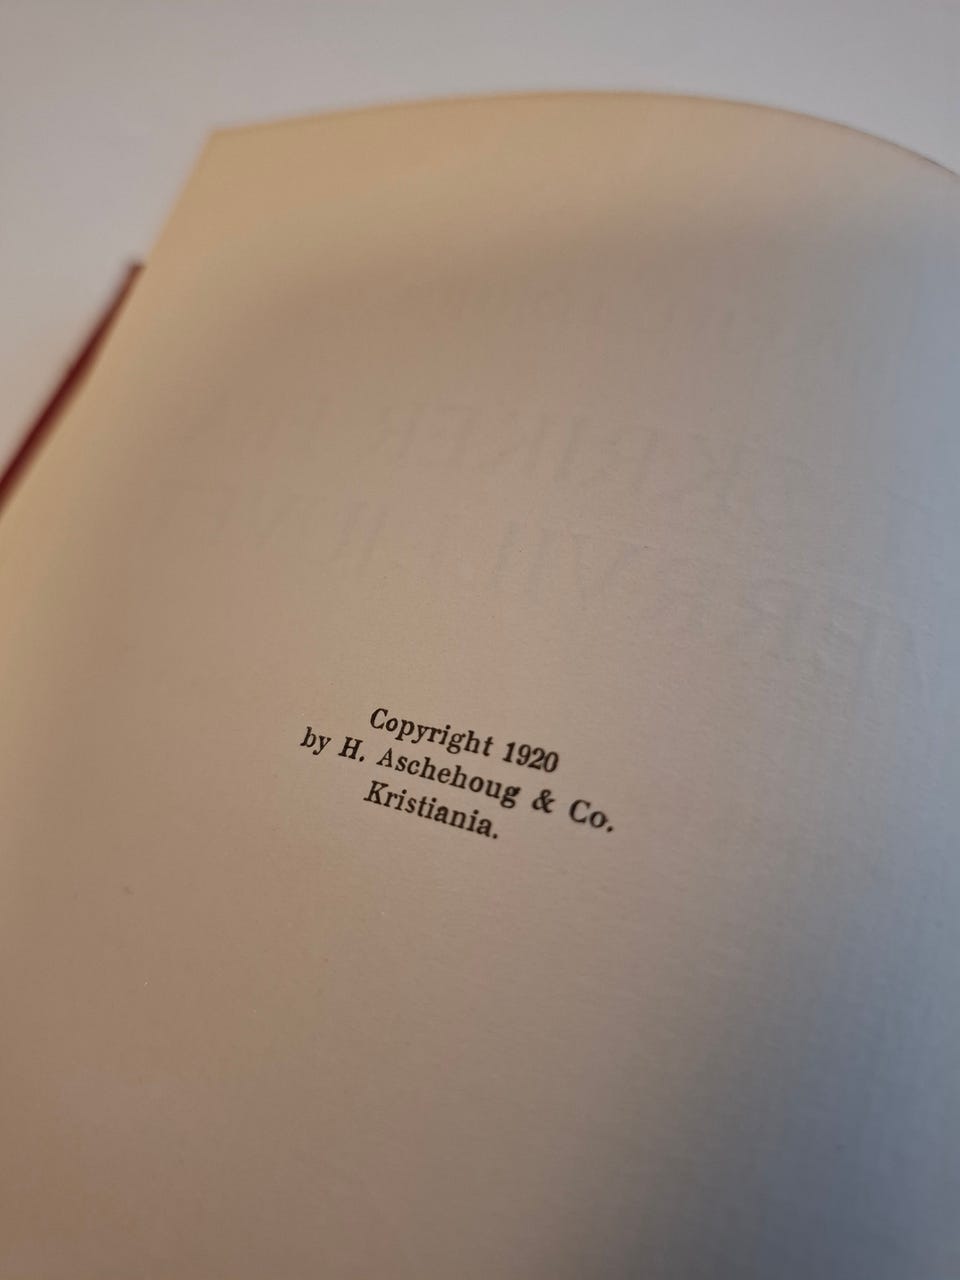 Copyright 1920
by H. Aschehoug & Co.
Kristiania.